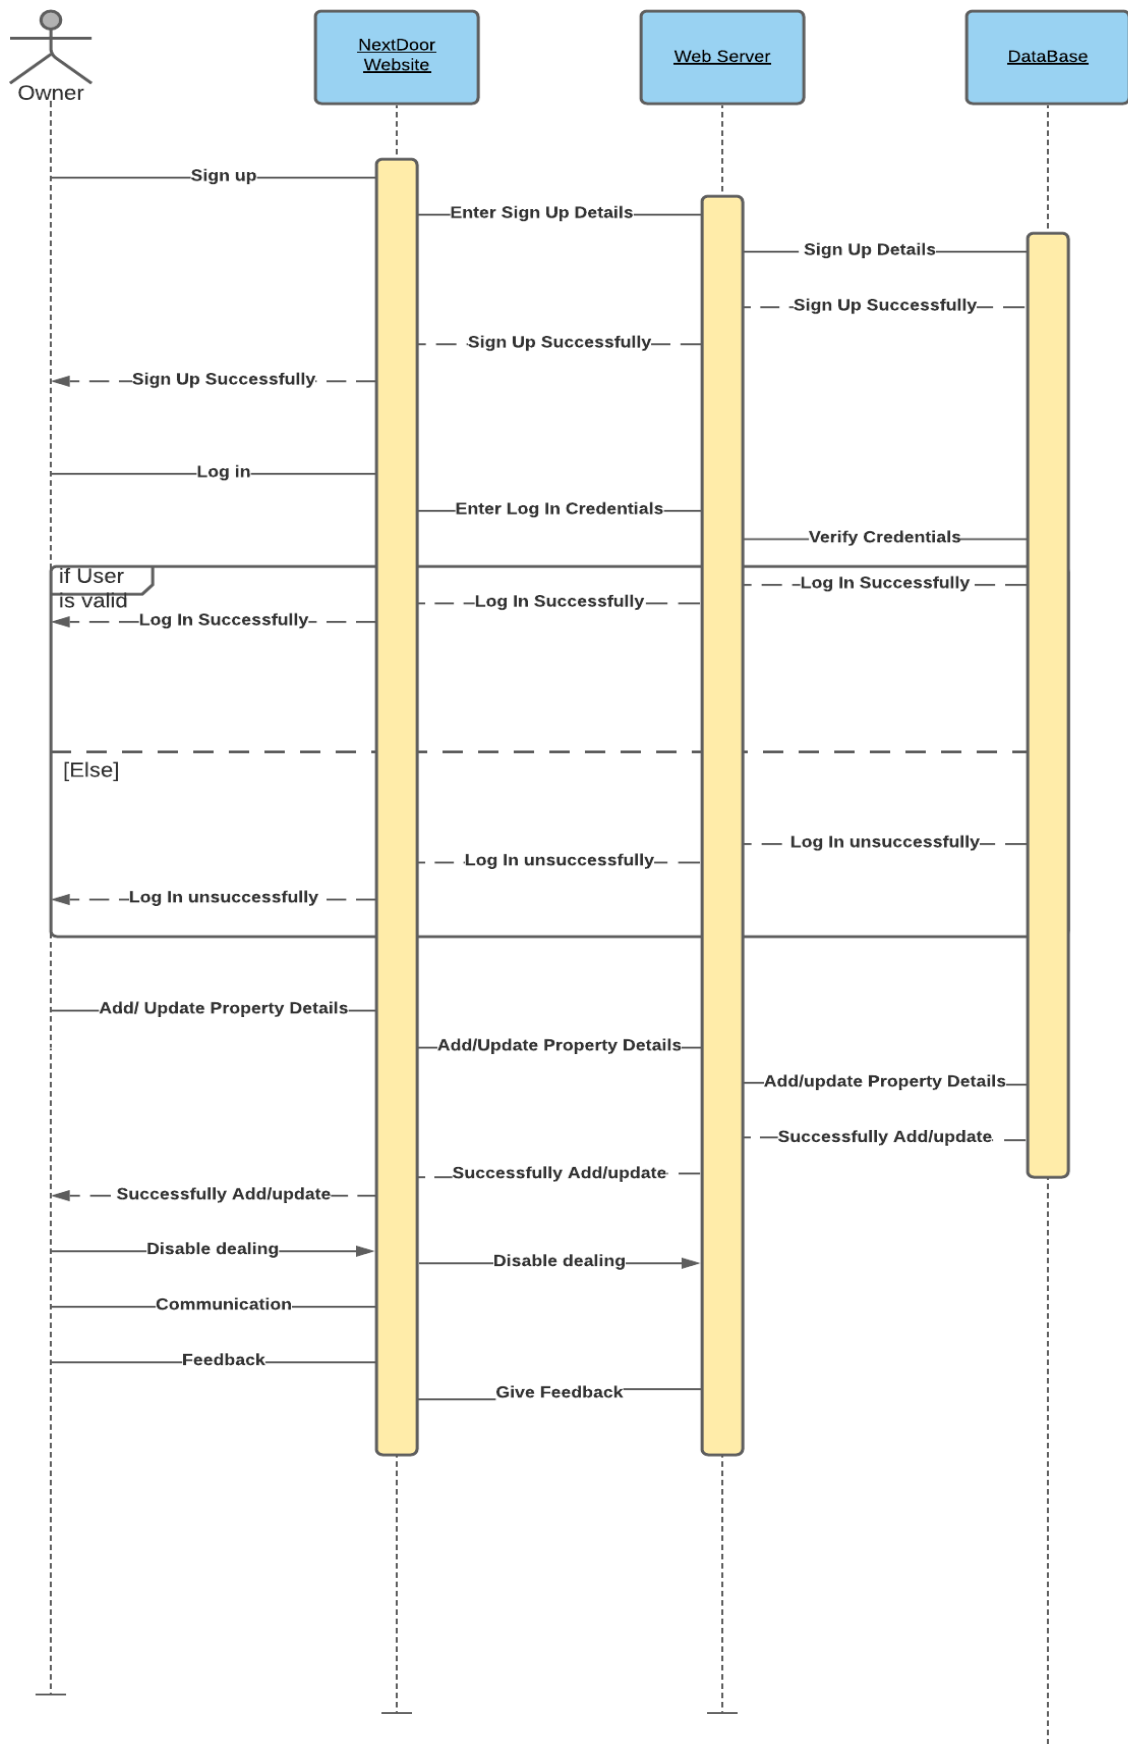 Owner
NextDoor
Website
Web Server
DataBase
Sign up
Enter Sign Up Details
Sign Up Details
Sign Up Successfully
Sign Up Successfully
Sign Up Successfully
Log in
Enter Log In Credentials
Verify Credentials
if User
is valid
Log In Successfully
Log In Successfully
Log In Successfully
[Else]
Log In unsuccessfully
Log In unsuccessfully
Log In unsuccessfully
Add/ Update Property Details
Add/Update Property Details
Add/update Property Details
Successfully Add/update
Successfully Add/update
Successfully Add/update
Disable dealing
Disable dealing
Communication
Feedback
Give Feedback